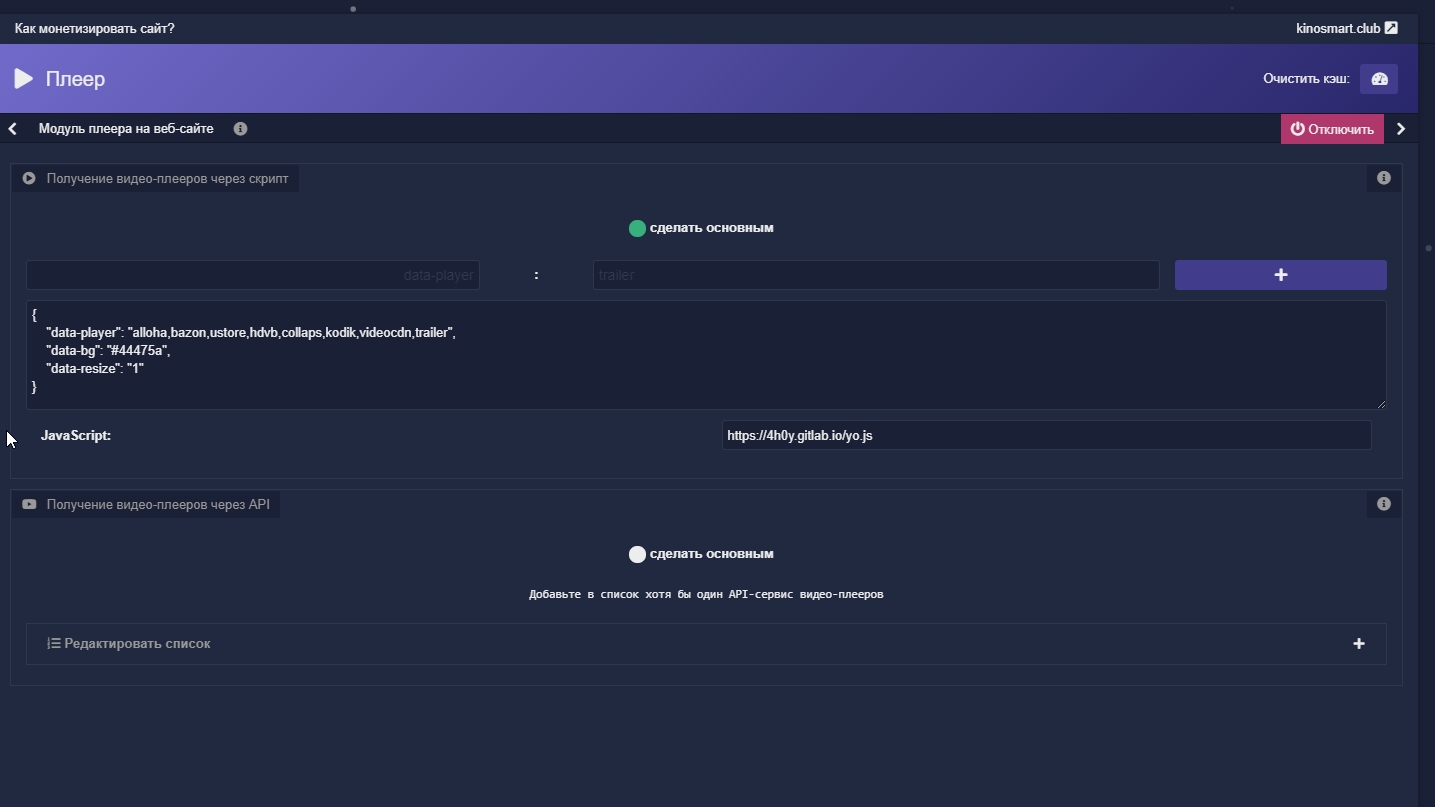 Как монетизировать сайт?
kinosmart.club
Плеер
Очистить кэш:
Модуль плеера на веб-сайте
Отключить
Получение видео-плееров через скрипт
сделать основным
data-player : trailer
{
"data-player": "alloha,bazon,ustore,hdvb,collaps,kodik,videocdn,trailer",
"data-bg": "#44475a",
"data-resize": "1"
}
JavaScript: https://4h0y.gitlab.io/yo.js
Получение видео-плееров через API
сделать основным
Добавьте в список хотя бы один API-сервис видео-плееров
Редактировать список